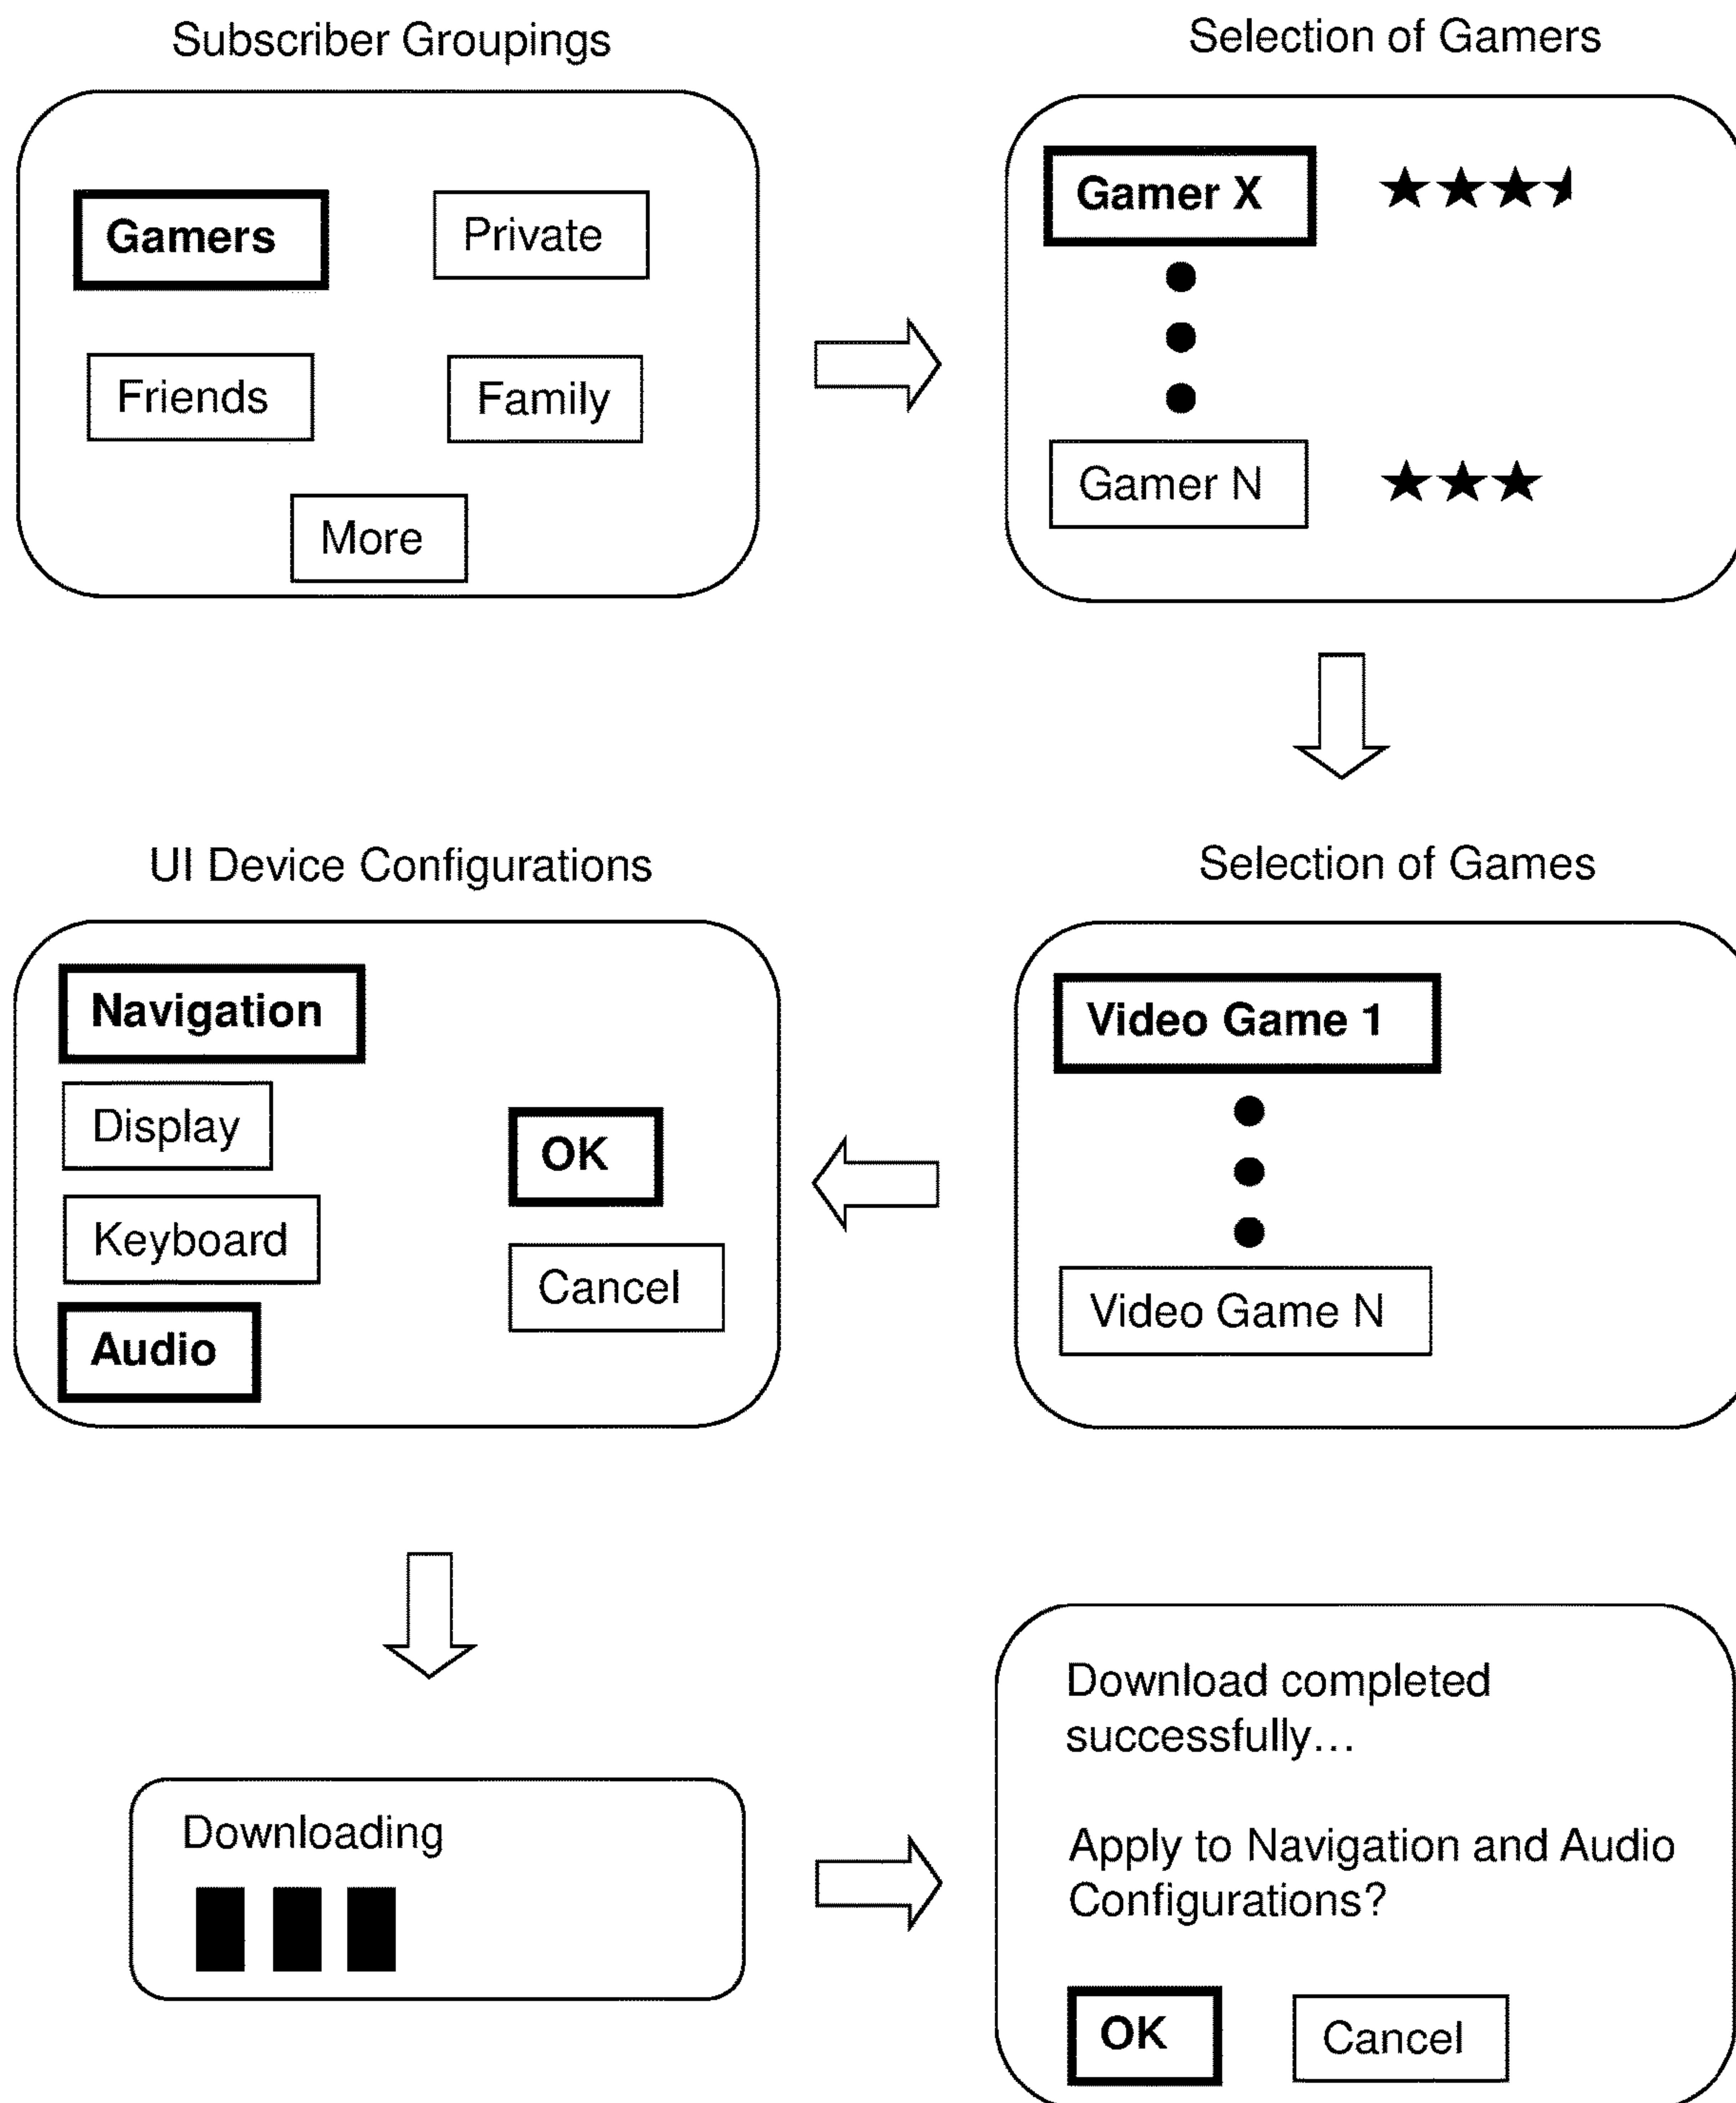 Subscriber Groupings
Selection of Gamers
Gamers
Private
Friends
Family
More
Gamer X
Gamer N
Selection of Games
Video Game 1
Video Game N
UI Device Configurations
Navigation
Display
Keyboard
Audio
OK
Cancel
Downloading
Download completed
successfully...
Apply to Navigation and Audio
Configurations?
OK
Cancel